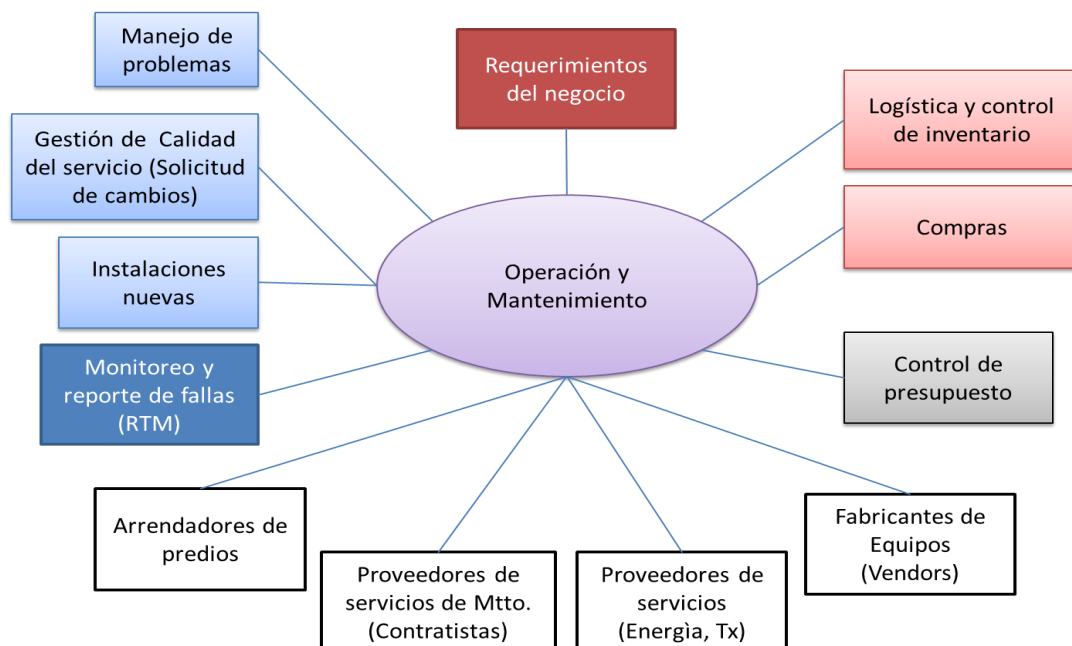 Manejo de
problemas
Requerimientos
del negocio
Logística y control
de inventario
Gestión de Calidad
del servicio (Solicitud
de cambios)
Compras
Instalaciones
nuevas
Operación y
Mantenimiento
Monitoreo y
reporte de fallas
(RTM)
Control de
presupuesto
Arrendadores de
predios
Proveedores de
servicios de Mtto.
(Contratistas)
Proveedores de
servicios
(Energìa, Tx)
Fabricantes de
Equipos
(Vendors)